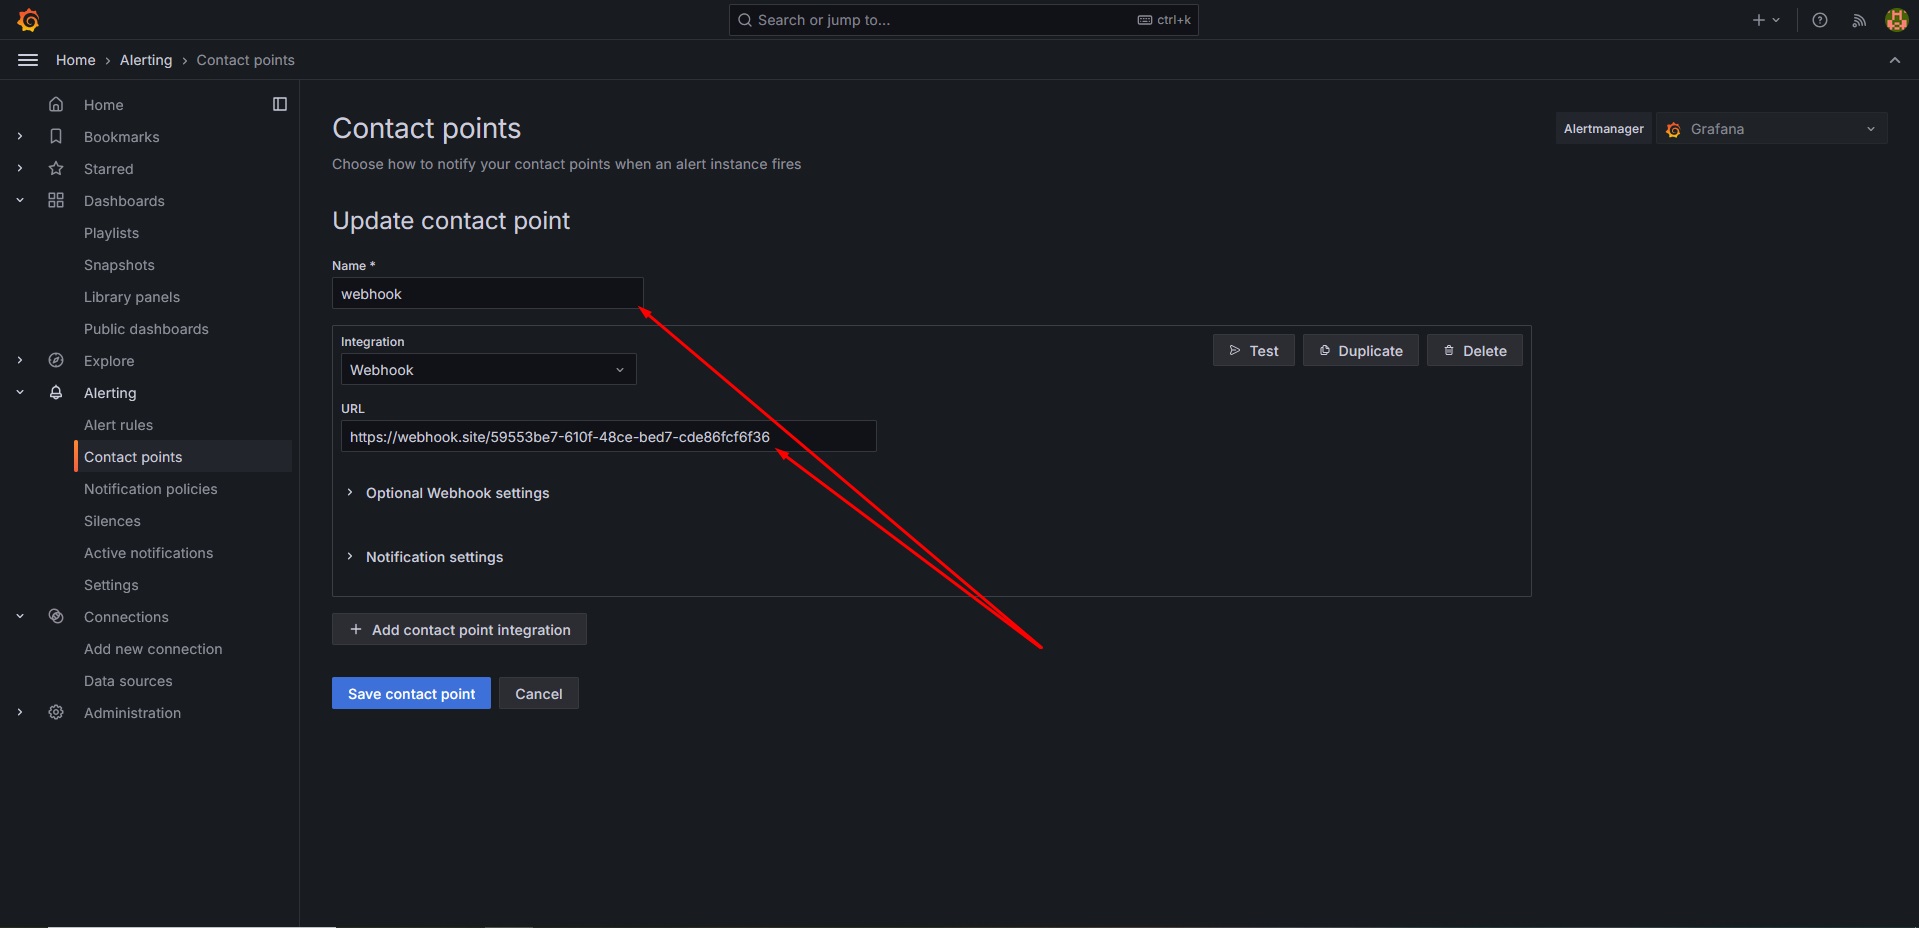 Search or jump to...
ctrl+k
Home › Alerting › Contact points
Home
Bookmarks
Starred
Dashboards
Playlists
Snapshots
Library panels
Public dashboards
Explore
Alerting
Alert rules
Contact points
Notification policies
Silences
Active notifications
Settings
Connections
Add new connection
Data sources
Administration
Contact points
Choose how to notify your contact points when an alert instance fires
Alertmanager
Grafana
Update contact point
Name *
webhook
Integration
Webhook
Test
Duplicate
Delete
URL
https://webhook.site/59553be7-610f-48ce-bed7-cde86fcf6f36
Optional Webhook settings
Notification settings
Add contact point integration
Save contact point
Cancel